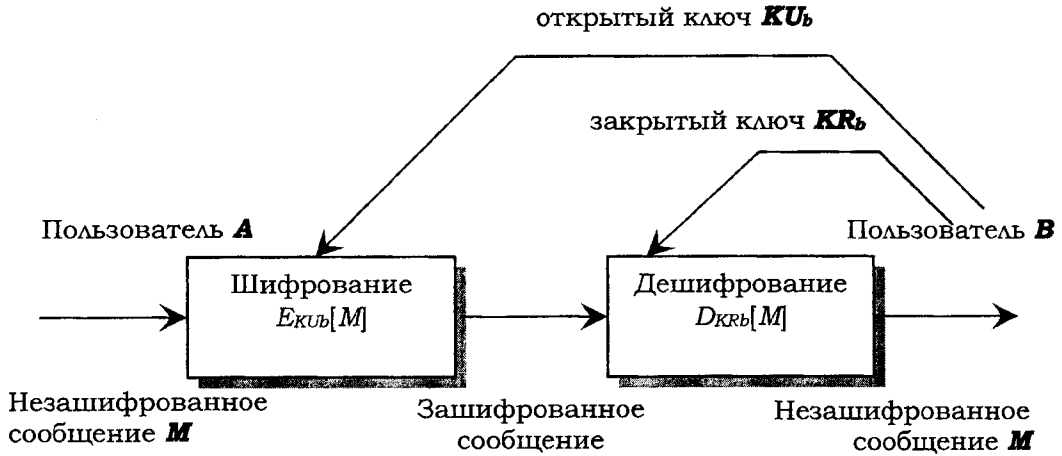 открытый ключ KUb
закрытый ключ KRb
Пользователь A
Пользователь B
Шифрование
EKUb[M]
Дешифрование
DKRb[M]
Незашифрованное
сообщение M
Зашифрованное
сообщение
Незашифрованное
сообщение M